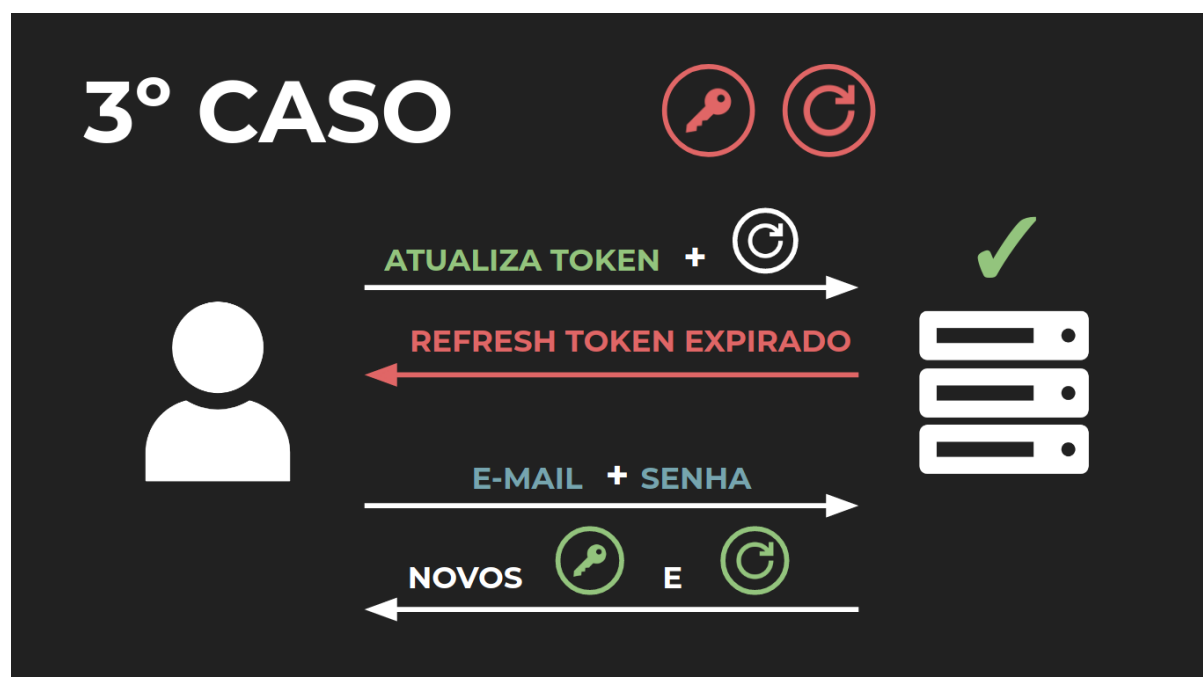 3º CASO
ATUALIZA TOKEN +
REFRESH TOKEN EXPIRADO
E-MAIL + SENHA
NOVOS E